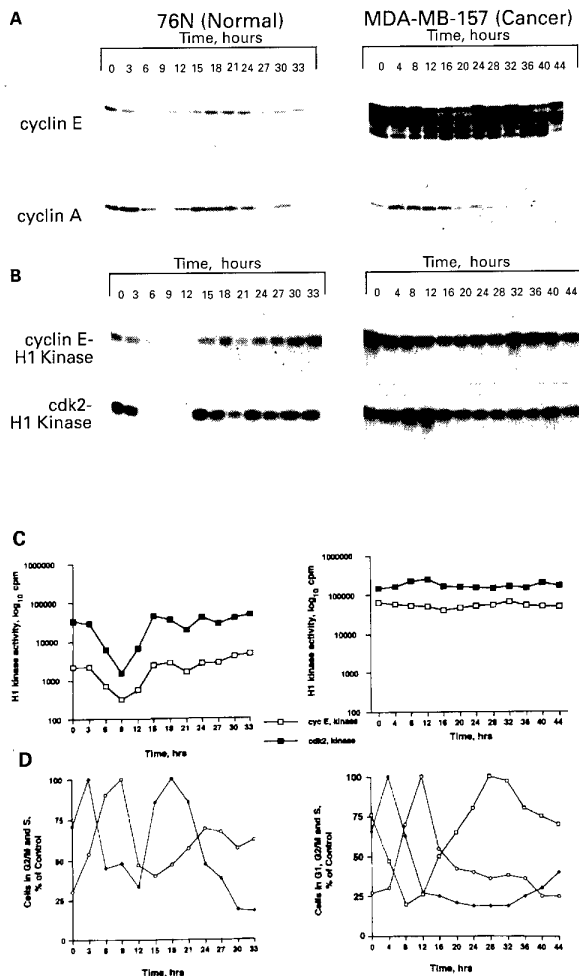 A
76N (Normal)
MDA-MB-157 (Cancer)
Time, hours
Time, hours
0 3 6 9 12 15 18 21 24 27 30 33
0 4 8 12 16 20 24 28 32 36 40 44
cyclin E
cyclin A
B
Time, hours
Time, hours
0 3 6 9 12 15 18 21 24 27 30 33
0 4 8 12 16 20 24 28 32 36 40 44
cyclin E-
H1 Kinase
cdk2-
H1 Kinase
C
H1 kinase activity, log10 cpm
1000000
100000
10000
1000
100
0 3 6 9 12 15 18 21 24 27 30 33
Time, hrs
H1 kinase activity, log10 cpm
1000000
100000
10000
1000
100
0 4 8 12 16 20 24 28 32 36 40 44
Time, hrs
cyc E, kinase
cdk2, kinase
D
Cells in G2/M and S,
% of Control
100
75
50
25
0
0 3 6 9 12 15 18 21 24 27 30 33
Time, hrs
Cells in G1, G2/M and S,
% of Control
100
75
50
25
0
0 4 8 12 16 20 24 28 32 36 40 44
Time, hrs